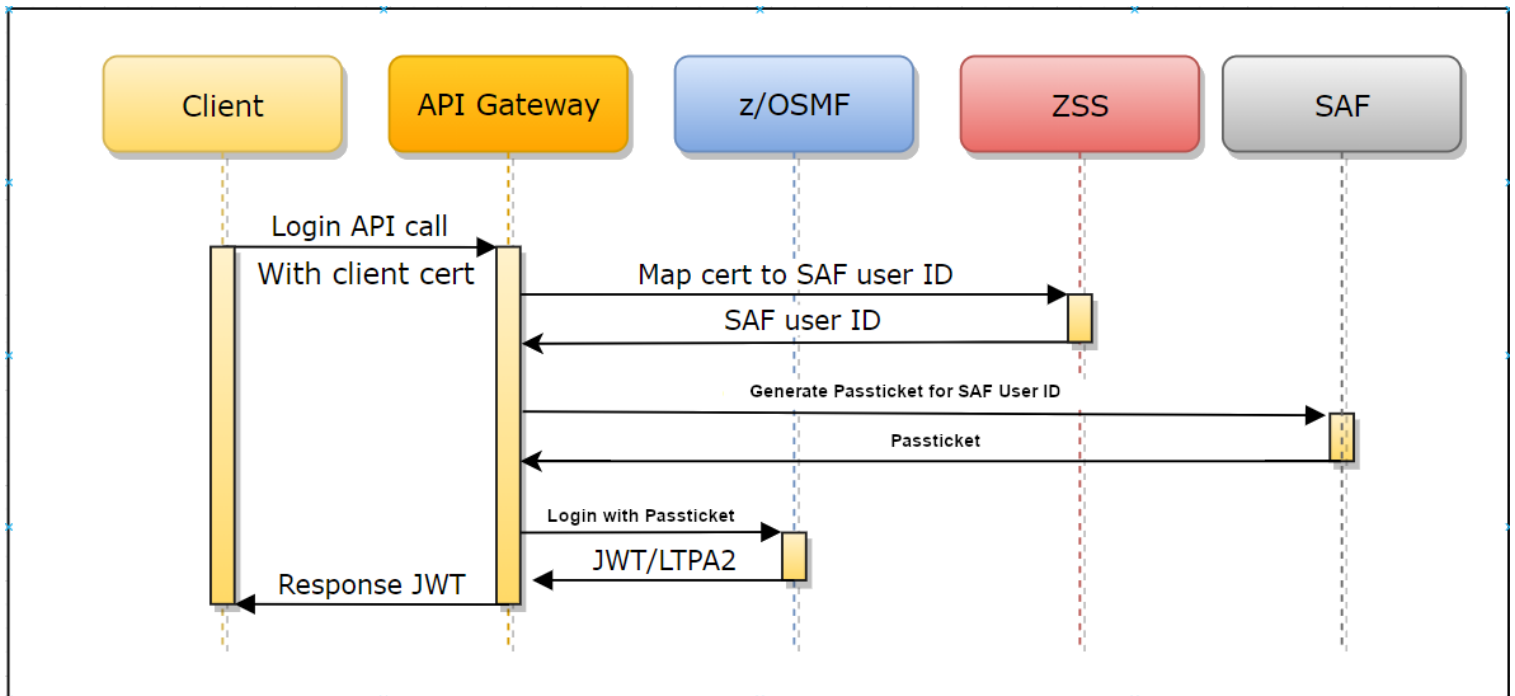 Client
API Gateway
z/OSMF
ZSS
SAF
Login API call
With client cert
Map cert to SAF user ID
SAF user ID
Generate Passticket for SAF User ID
Passticket
Login with Passticket
JWT/LTPA2
Response JWT